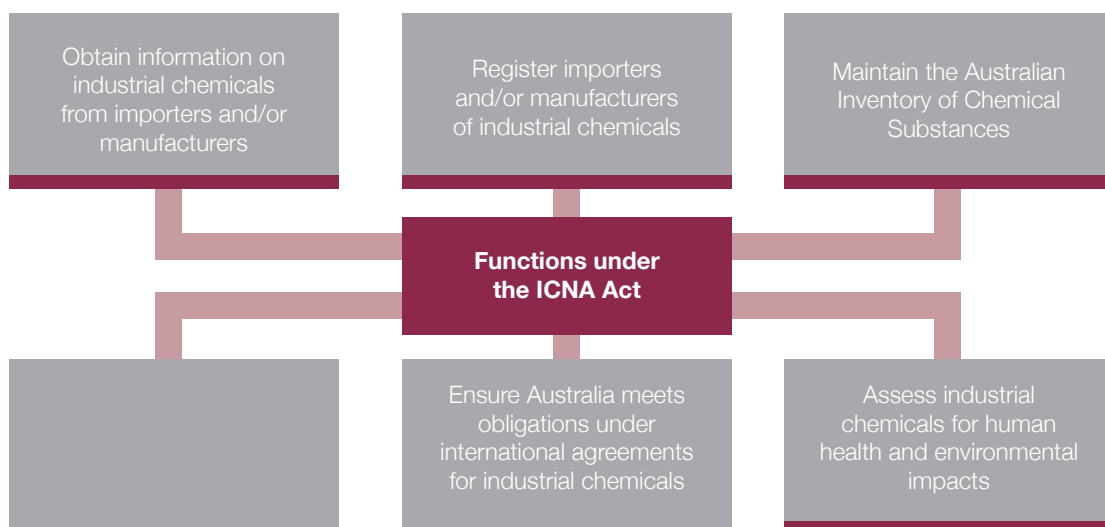 Obtain information on
industrial chemicals
from importers and/or
manufacturers
Register importers
and/or manufacturers
of industrial chemicals
Maintain the Australian
Inventory of Chemical
Substances
Functions under
the ICNA Act
Ensure Australia meets
obligations under
international agreements
for industrial chemicals
Assess industrial
chemicals for human
health and environmental
impacts